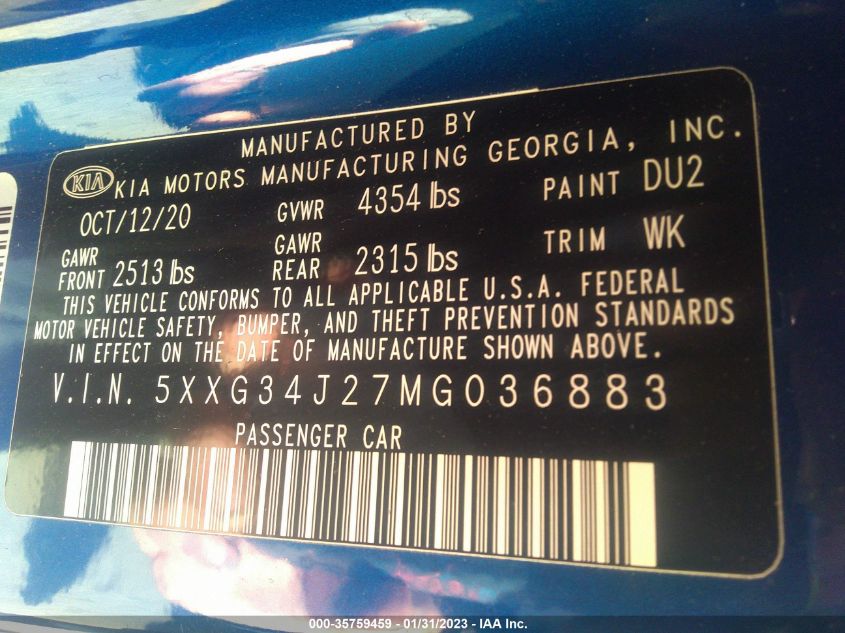 MANUFACTURED BY
KIA KIA MOTORS MANUFACTURING GEORGIA, INC.
OCT/12/20 GVWR 4354 lbs PAINT DU2
GAWR FRONT 2513 lbs GAWR REAR 2315 lbs TRIM WK
THIS VEHICLE CONFORMS TO ALL APPLICABLE U.S.A. FEDERAL
MOTOR VEHICLE SAFETY, BUMPER, AND THEFT PREVENTION STANDARDS
IN EFFECT ON THE DATE OF MANUFACTURE SHOWN ABOVE.
V.I.N. 5XXG34J27MG036883
PASSENGER CAR
000-35759459 - 01/31/2023 - IAA Inc.